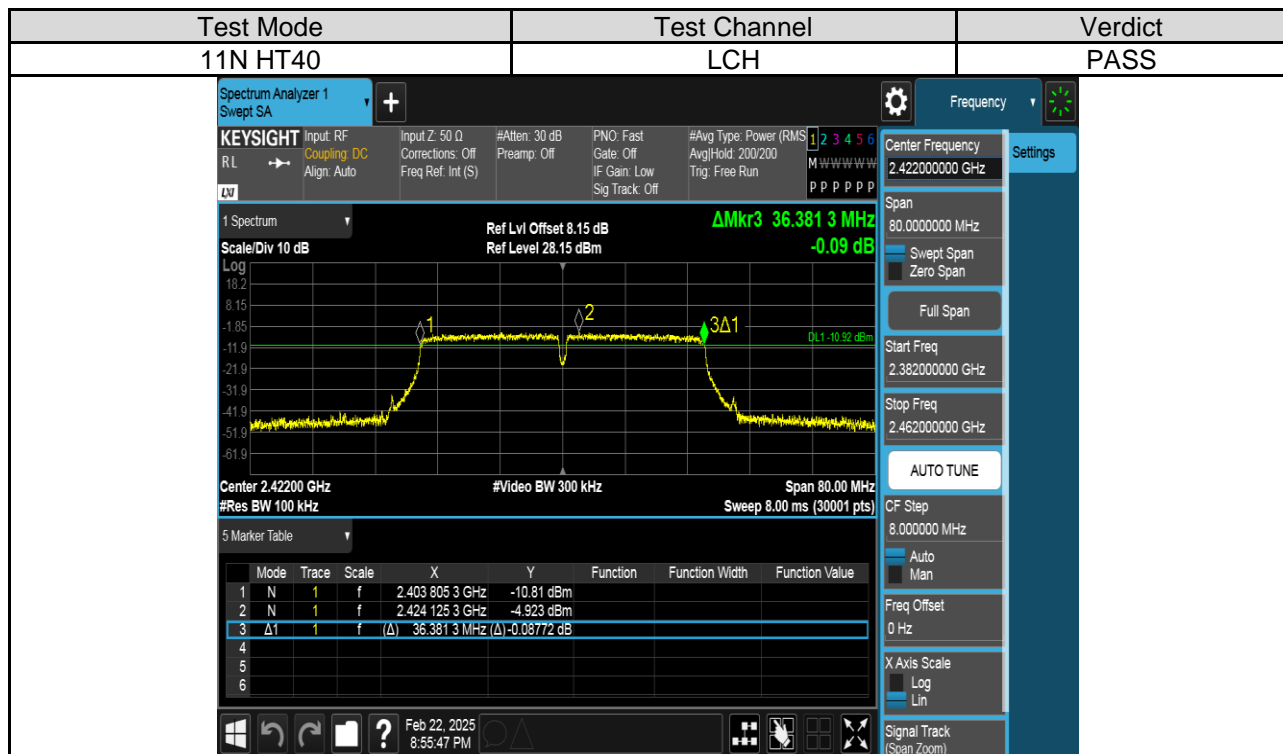 Test Mode Test Channel Verdict
11N HT40 LCH PASS
Spectrum Analyzer 1
Swept SA
+
Frequency
KEYSIGHT
RL
LXI
Input: RF
Coupling: DC
Align: Auto
Input Z: 50 Ω
Corrections: Off
Freq Ref: Int (S)
#Atten: 30 dB
Preamp: Off
PNO: Fast
Gate: Off
IF Gain: Low
Sig Track: Off
#Avg Type: Power (RMS
Avg|Hold: 200/200
Trig: Free Run
1 2 3 4 5 6
M W W W W W
P P P P P P
Center Frequency
2.422000000 GHz
Settings
Span
80.0000000 MHz
Swept Span
Zero Span
Full Span
Start Freq
2.382000000 GHz
Stop Freq
2.462000000 GHz
AUTO TUNE
CF Step
8.000000 MHz
Auto
Man
Freq Offset
0 Hz
X Axis Scale
Log
Lin
Signal Track
(Span Zoom)
1 Spectrum
Scale/Div 10 dB
Ref Lvl Offset 8.15 dB
Ref Level 28.15 dBm
ΔMkr3 36.381 3 MHz
-0.09 dB
Log
18.2
8.15
-1.85
-11.9
-21.9
-31.9
-41.9
-51.9
-61.9
1
2
3Δ1
DL1 -10.92 dBm
Center 2.42200 GHz #Video BW 300 kHz Span 80.00 MHz
#Res BW 100 kHz Sweep 8.00 ms (30001 pts)
5 Marker Table
Mode Trace Scale X Y Function Function Width Function Value
1 N 1 f 2.403 805 3 GHz -10.81 dBm
2 N 1 f 2.424 125 3 GHz -4.923 dBm
3 Δ1 1 f (Δ) 36.381 3 MHz (Δ) -0.08772 dB
4
5
6
?
Feb 22, 2025
8:55:47 PM